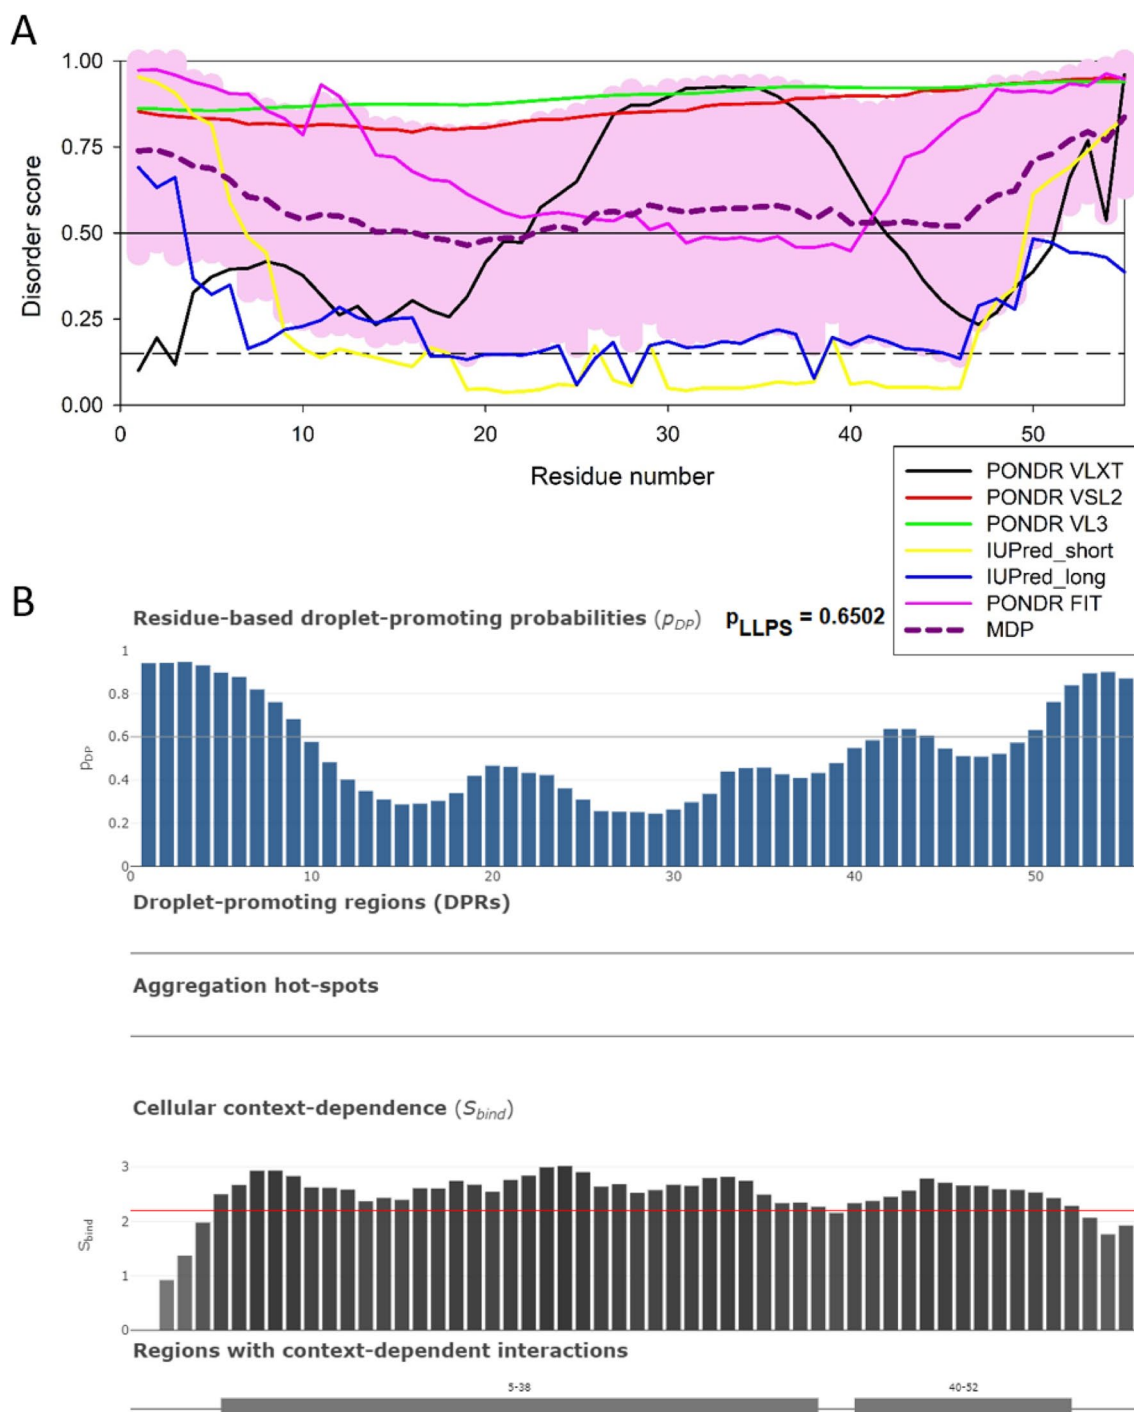 A
1.00
0.75
0.50
0.25
0.00
Disorder score
0 10 20 30 40 50
Residue number
PONDR VLXT
PONDR VSL2
PONDR VL3
IUPred_short
IUPred_long
PONDR FIT
MDP
B
Residue-based droplet-promoting probabilities (pDP) pLLPS = 0.6502
1
0.8
0.6
0.4
0.2
0
pDP
0 10 20 30 40 50
Droplet-promoting regions (DPRs)
Aggregation hot-spots
Cellular context-dependence (Sbind)
3
2
1
0
Sbind
Regions with context-dependent interactions
5-38 40-52